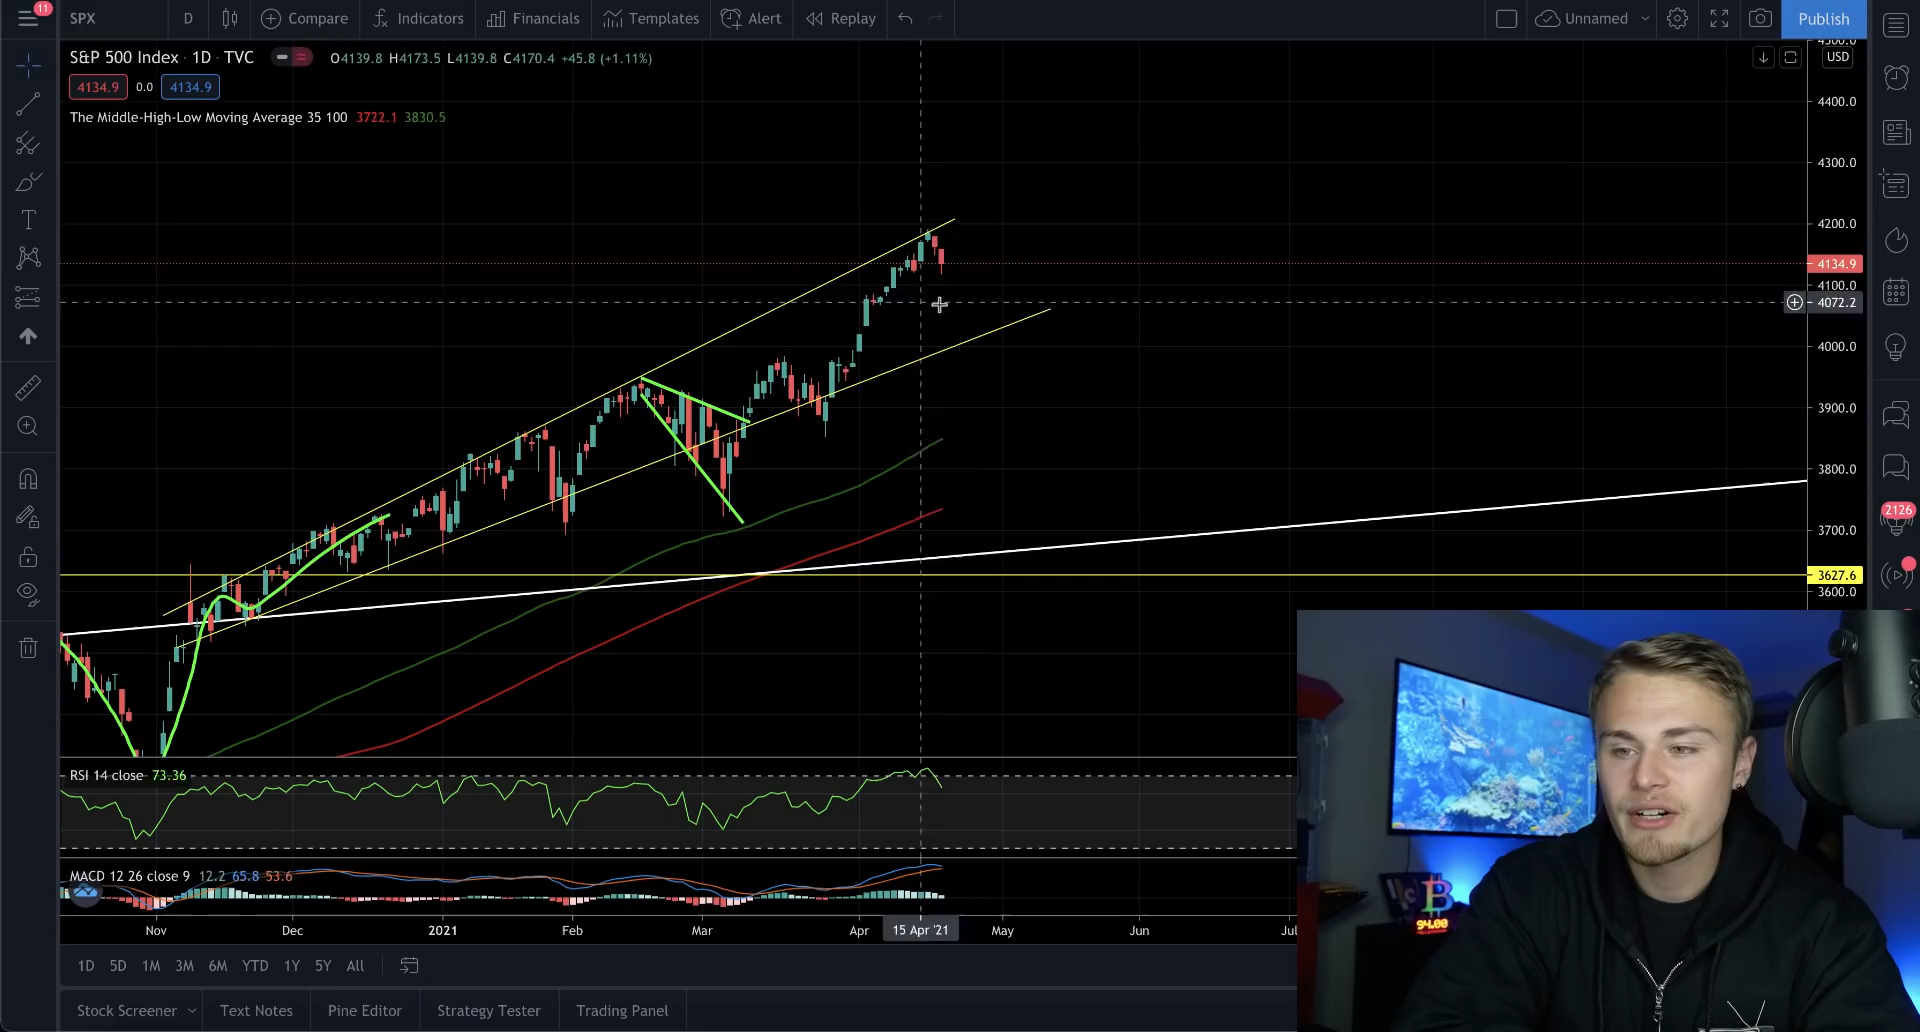 11 SPX D Compare Indicators Financials Templates Alert Replay Unnamed Publish
S&P 500 Index · 1D · TVC O4139.8 H4173.5 L4139.8 C4170.4 +45.8 (+1.11%) USD
4134.9 0.0 4134.9
The Middle-High-Low Moving Average 35 100 3722.1 3830.5
4400.0
4300.0
4200.0
4134.9
4100.0
4072.2
4000.0
3900.0
3800.0
3700.0
2126
3627.6
3600.0
RSI 14 close 73.36
MACD 12 26 close 9 12.2 65.8 53.6
B
94.00
Nov Dec 2021 Feb Mar Apr 15 Apr '21 May Jun Jul
1D 5D 1M 3M 6M YTD 1Y 5Y All
Stock Screener Text Notes Pine Editor Strategy Tester Trading Panel